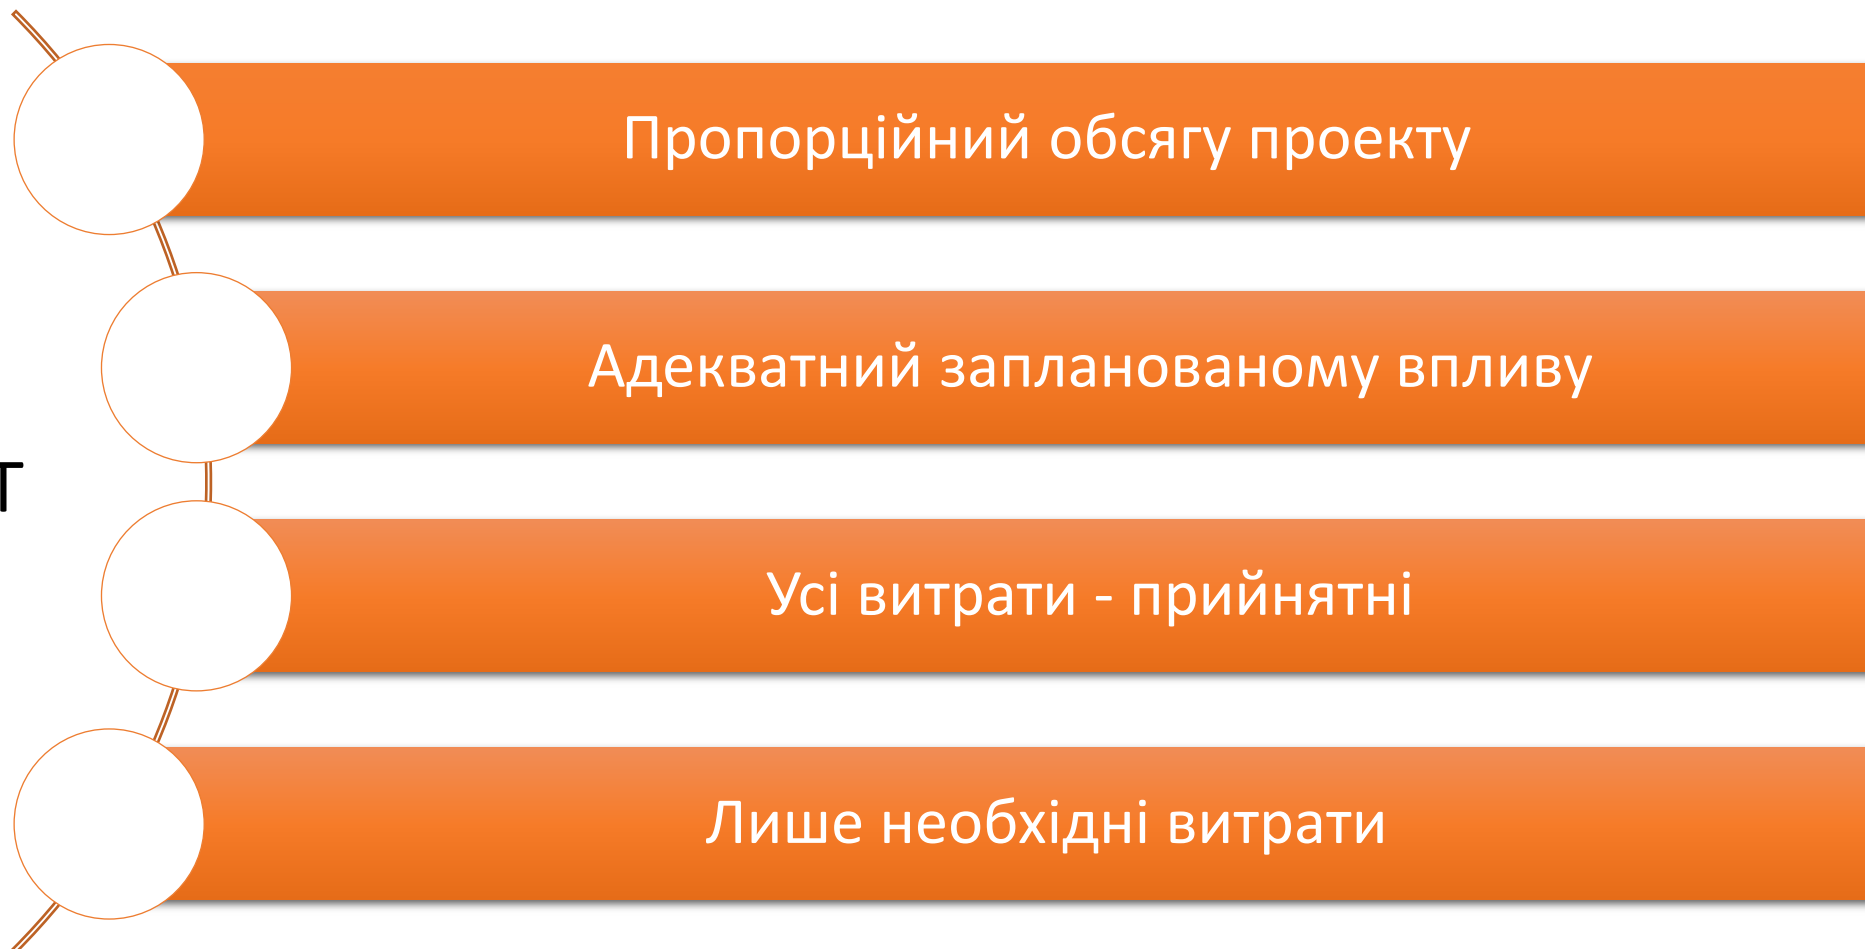 Пропорційний обсягу проекту
Адекватний запланованому впливу
т
Усі витрати - прийнятні
Лише необхідні витрати